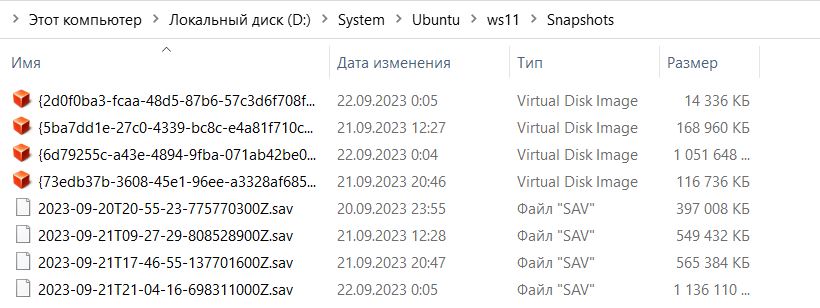 Этот компьютер > Локальный диск (D:) > System > Ubuntu > ws11 > Snapshots
Имя Дата изменения Тип Размер
{2d0f0ba3-fcaa-48d5-87b6-57c3d6f708f... 22.09.2023 0:05 Virtual Disk Image 14 336 КБ
{5ba7dd1e-27c0-4339-bc8c-e4a81f710c... 21.09.2023 12:27 Virtual Disk Image 168 960 КБ
{6d79255c-a43e-4894-9fba-071ab42be0... 22.09.2023 0:04 Virtual Disk Image 1 051 648 ...
{73edb37b-3608-45e1-96ee-a3328af685... 21.09.2023 20:46 Virtual Disk Image 116 736 КБ
2023-09-20T20-55-23-775770300Z.sav 20.09.2023 23:55 Файл "SAV" 397 008 КБ
2023-09-21T09-27-29-808528900Z.sav 21.09.2023 12:28 Файл "SAV" 549 432 КБ
2023-09-21T17-46-55-137701600Z.sav 21.09.2023 20:47 Файл "SAV" 565 384 КБ
2023-09-21T21-04-16-698311000Z.sav 22.09.2023 0:05 Файл "SAV" 1 136 110 ...